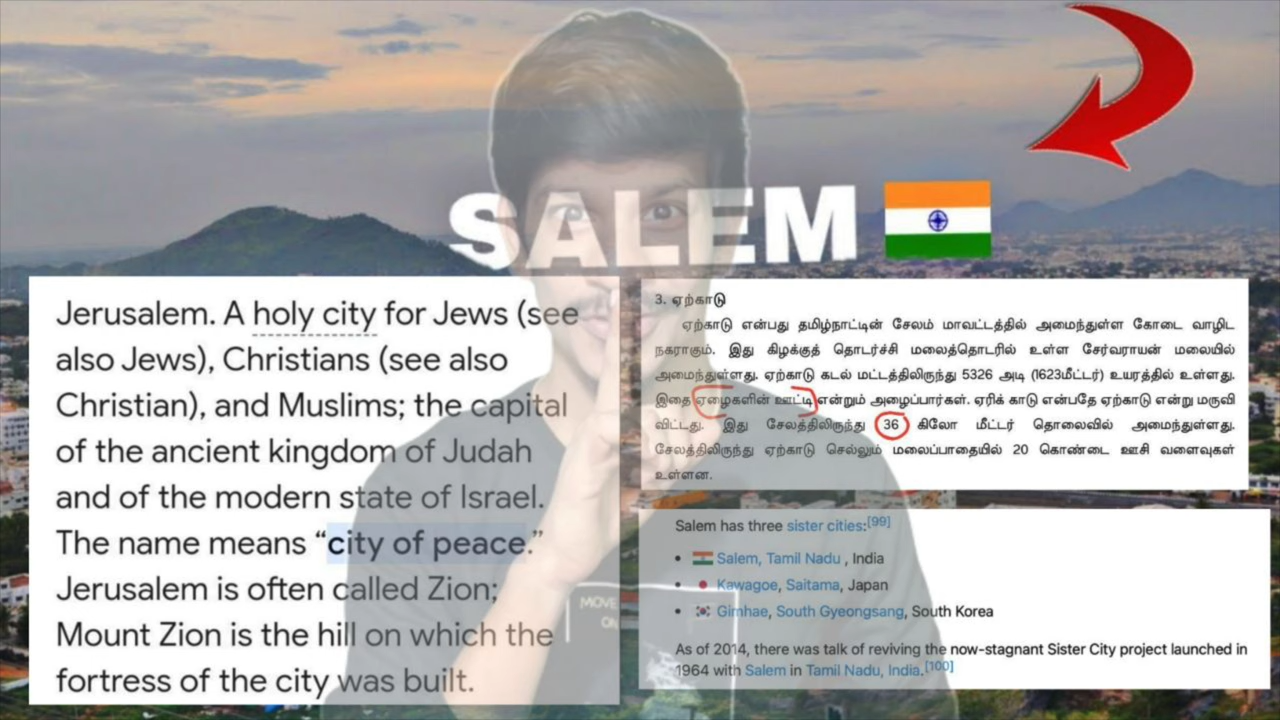 SALEM
Jerusalem. A holy city for Jews (see
also Jews), Christians (see also
Christian), and Muslims; the capital
of the ancient kingdom of Judah
and of the modern state of Israel.
The name means “city of peace.”
Jerusalem is often called Zion;
Mount Zion is the hill on which the
fortress of the city was built.
3. ஏற்காடு
ஏற்காடு என்பது தமிழ்நாட்டின் சேலம் மாவட்டத்தில் அமைந்துள்ள கோடை வாழிட
நகராகும். இது கிழக்குத் தொடர்ச்சி மலைத்தொடரில் உள்ள சேர்வராயன் மலையில்
அமைந்துள்ளது. ஏற்காடு கடல் மட்டத்திலிருந்து 5326 அடி (1623மீட்டர்) உயரத்தில் உள்ளது.
இதை ஏழைகளின் ஊட்டி என்றும் அழைப்பார்கள். ஏரிக் காடு என்பதே ஏற்காடு என்று மருவி
விட்டது. இது சேலத்திலிருந்து 36 கிலோ மீட்டர் தொலைவில் அமைந்துள்ளது.
சேலத்திலிருந்து ஏற்காடு செல்லும் மலைப்பாதையில் 20 கொண்டை ஊசி வளைவுகள்
உள்ளன.
Salem has three sister cities:[99]
• Salem, Tamil Nadu , India
• Kawagoe, Saitama, Japan
• Gimhae, South Gyeongsang, South Korea
As of 2014, there was talk of reviving the now-stagnant Sister City project launched in
1964 with Salem in Tamil Nadu, India.[100]
MOVE
ON